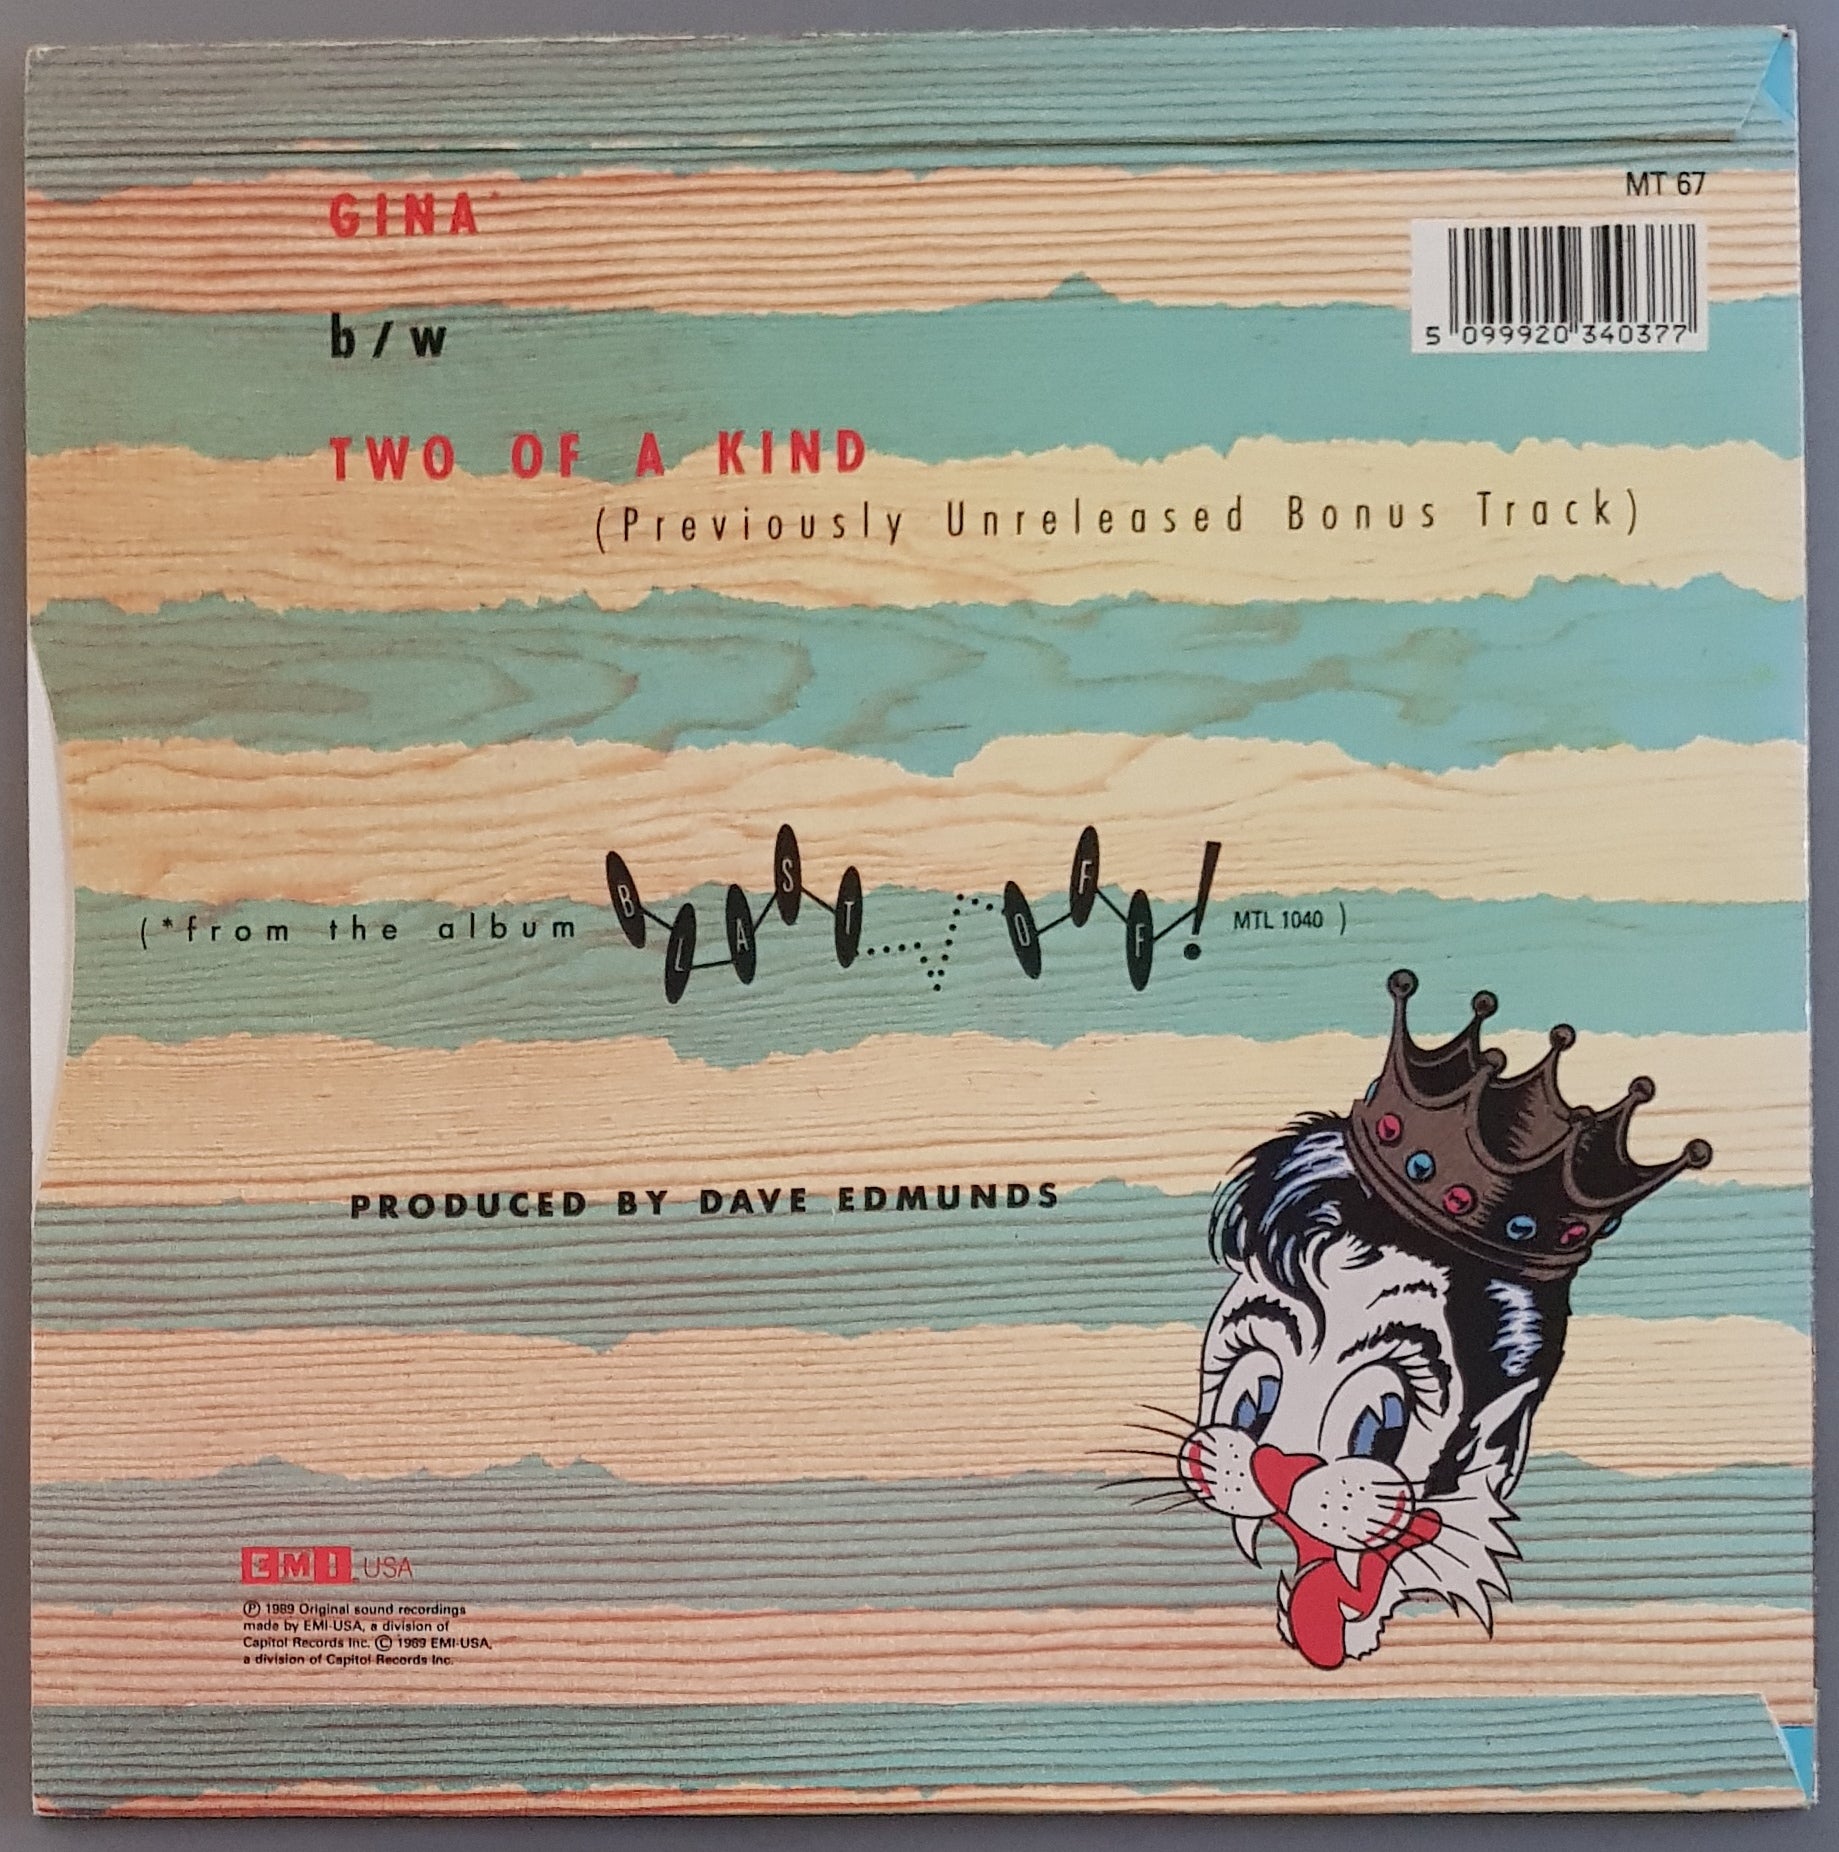 MT 67
GINA*
5 099920 340377
b/w
TWO OF A KIND
(Previously Unreleased Bonus Track)
(*from the album BLAST OFF! MTL 1040 )
PRODUCED BY DAVE EDMUNDS
EMI USA
Ⓟ 1989 Original sound recordings
made by EMI-USA, a division of
Capitol Records Inc. © 1989 EMI-USA,
a division of Capitol Records Inc.